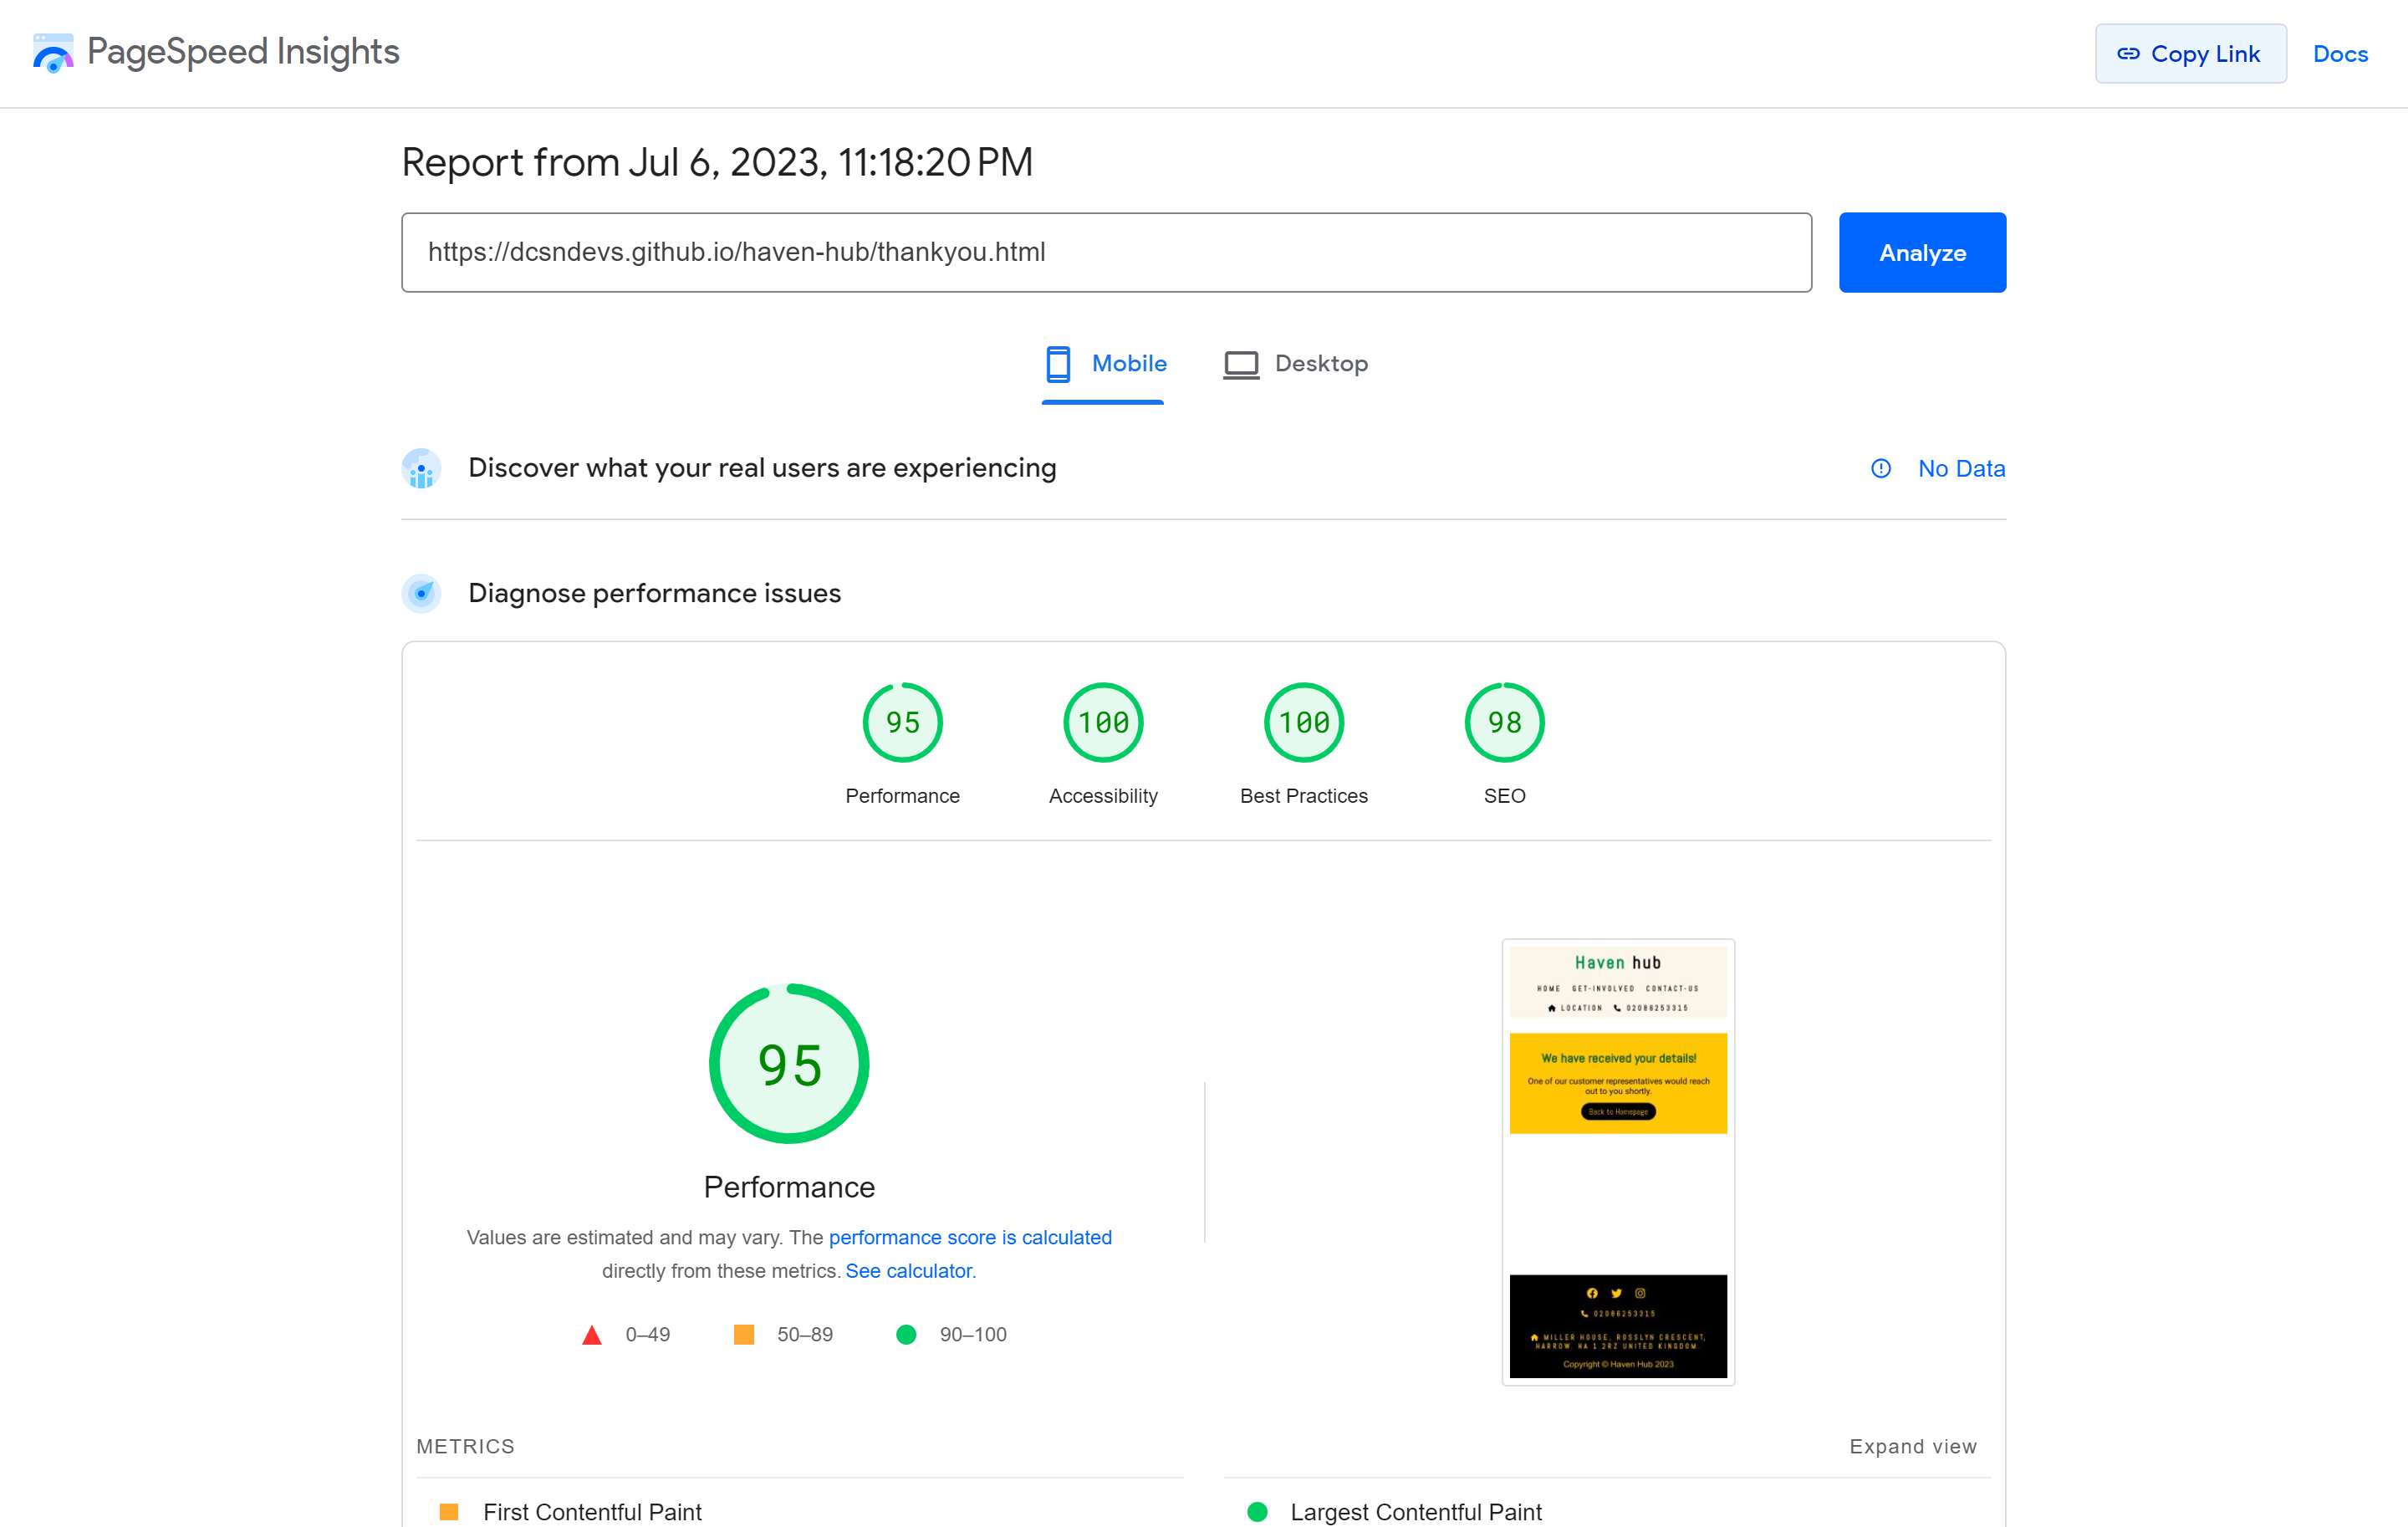 PageSpeed Insights
Copy Link
Docs
Report from Jul 6, 2023, 11:18:20 PM
https://dcsndevs.github.io/haven-hub/thankyou.html
Analyze
Mobile
Desktop
Discover what your real users are experiencing
No Data
Diagnose performance issues
95
100
100
98
Performance
Accessibility
Best Practices
SEO
95
Performance
Values are estimated and may vary. The performance score is calculated
directly from these metrics. See calculator.
0–49
50–89
90–100
Haven hub
HOME GET-INVOLVED CONTACT-US
LOCATION 02086253315
We have received your details!
One of our customer representatives would reach
out to you shortly.
Back to Homepage
02086253315
MILLER HOUSE, ROSSLYN CRESCENT,
HARROW. HA 1 2RZ UNITED KINGDOM.
Copyright © Haven Hub 2023
METRICS
Expand view
First Contentful Paint
Largest Contentful Paint